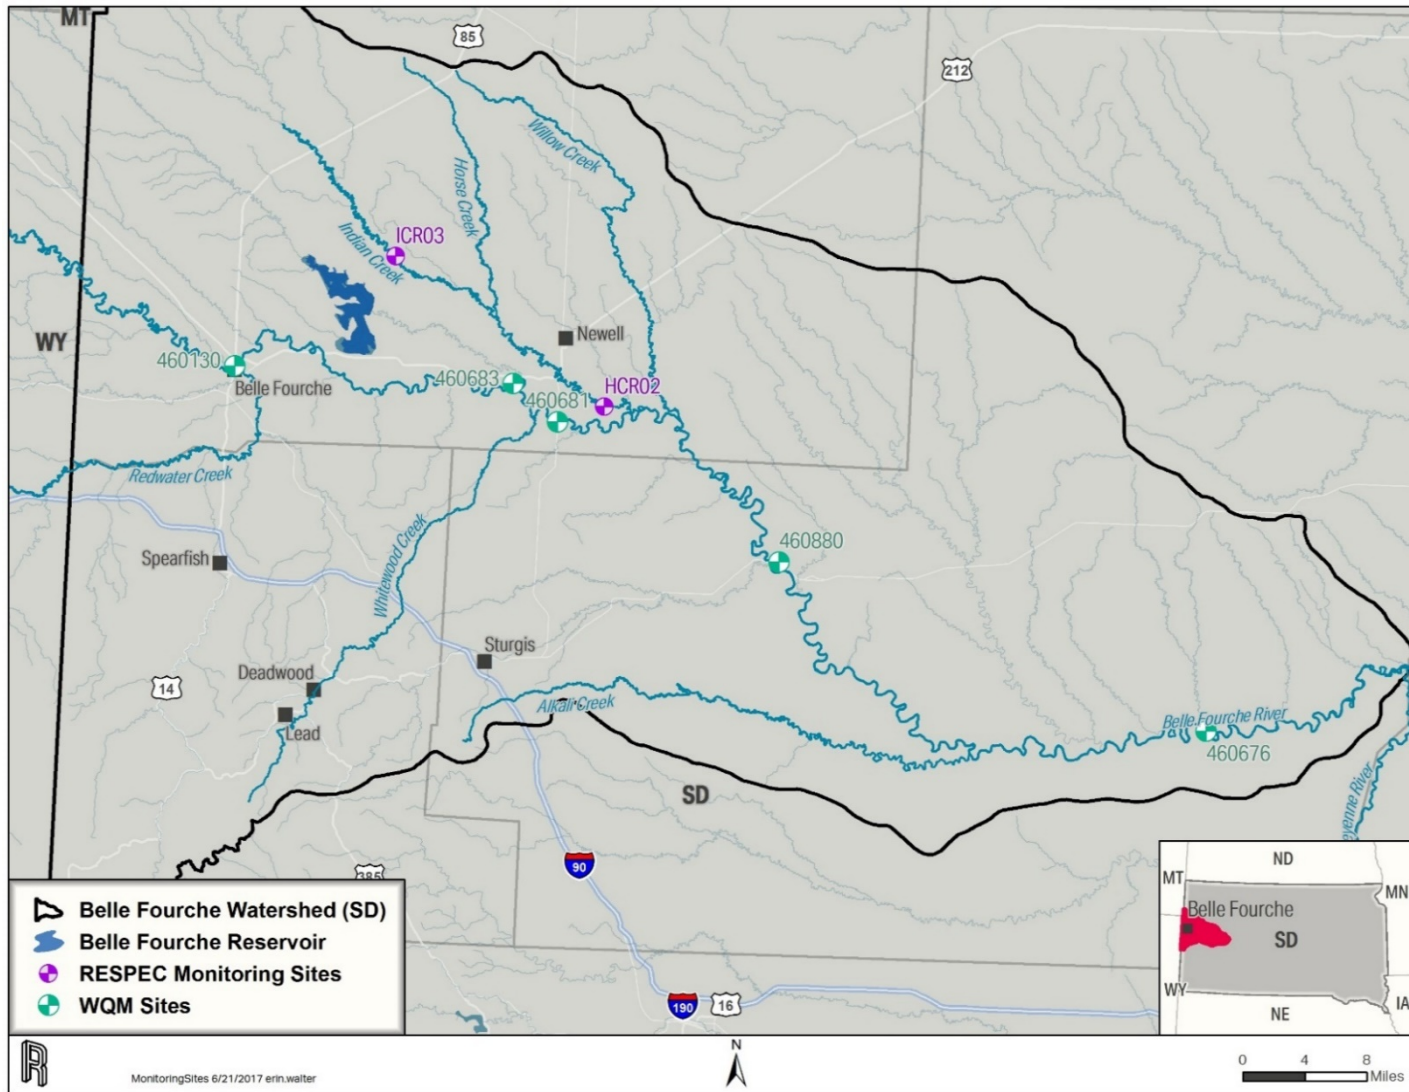 MT
85
212
Willow Creek
Horse Creek
ICR03
Indian Creek
WY
Newell
460130
Belle Fourche
460683
HCR02
460681
Redwater Creek
460880
Spearfish
Whitewood Creek
Sturgis
Deadwood
14
Alkali Creek
Lead
Belle Fourche River
460676
SD
eyenne River
90
385
190
16
Belle Fourche Watershed (SD)
Belle Fourche Reservoir
RESPEC Monitoring Sites
WQM Sites
ND
MT
MN
Belle Fourche
SD
WY
IA
NE
R
MonitoringSites 6/21/2017 erin.walter
N
0 4 8
Miles